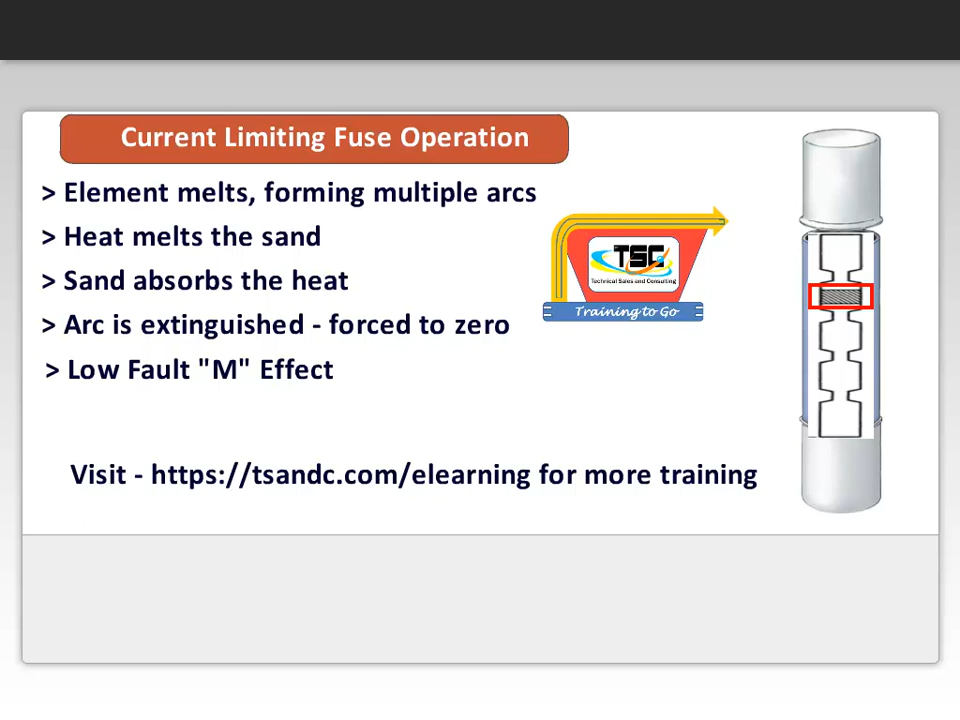 Current Limiting Fuse Operation
> Element melts, forming multiple arcs
> Heat melts the sand
> Sand absorbs the heat
> Arc is extinguished - forced to zero
> Low Fault "M" Effect
TSC
Technical Sales and Consulting
Training to Go
Visit - https://tsandc.com/elearning for more training